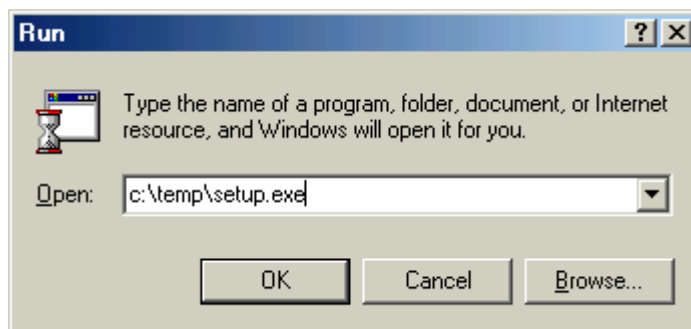 Run
Type the name of a program, folder, document, or Internet
resource, and Windows will open it for you.
Open: c:\temp\setup.exe
OK Cancel Browse...